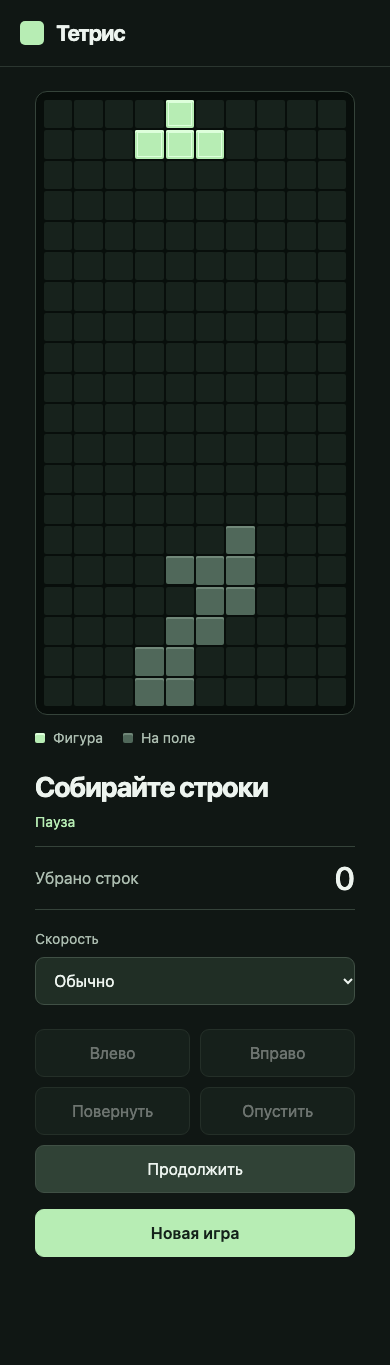 Тетрис
Фигура На поле
Собирайте строки
Пауза
Убрано строк 0
Скорость
Обычно
Влево Вправо
Повернуть Опустить
Продолжить
Новая игра